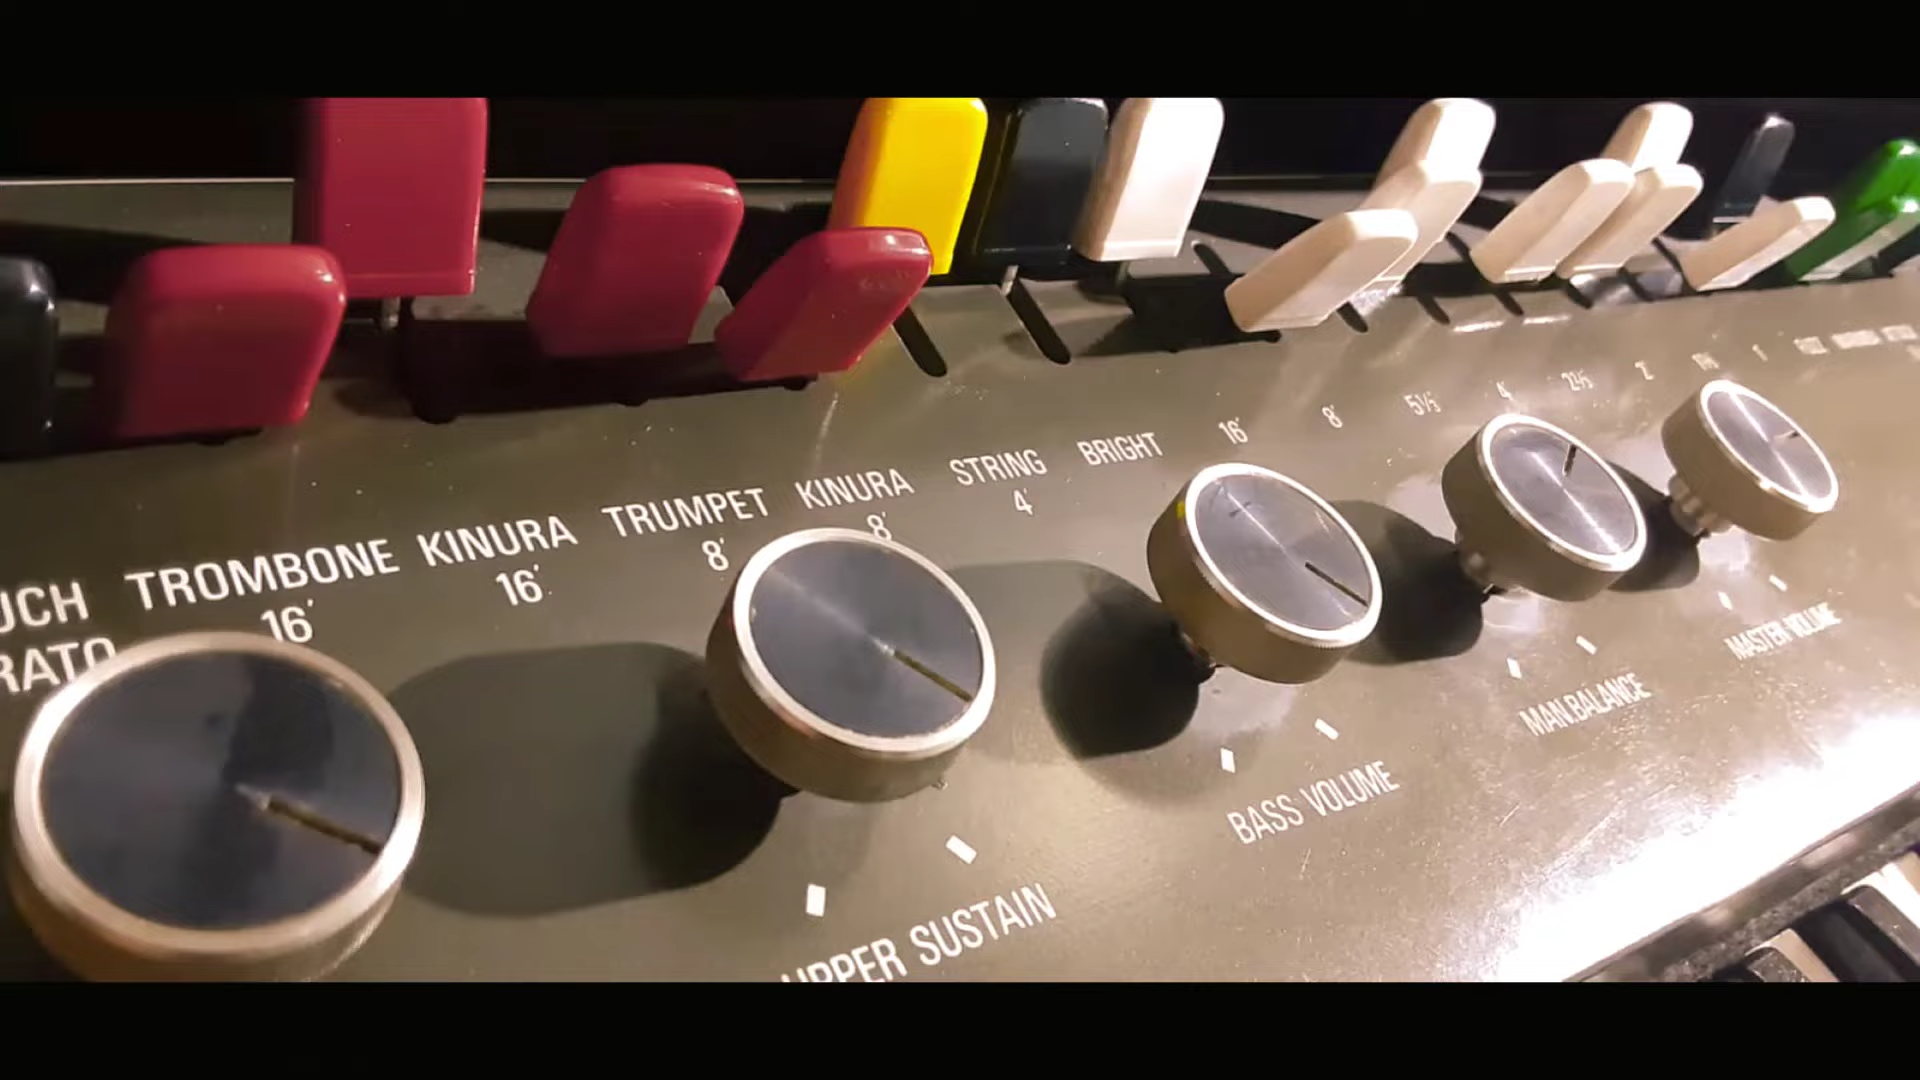 UCH
RATO
TROMBONE
16'
KINURA
16'
TRUMPET
8'
KINURA
8'
STRING
4'
BRIGHT
16'
8'
5⅓'
4'
2⅔'
2'
1'
UPPER SUSTAIN
BASS VOLUME
MAN.BALANCE
MASTER VOLUME